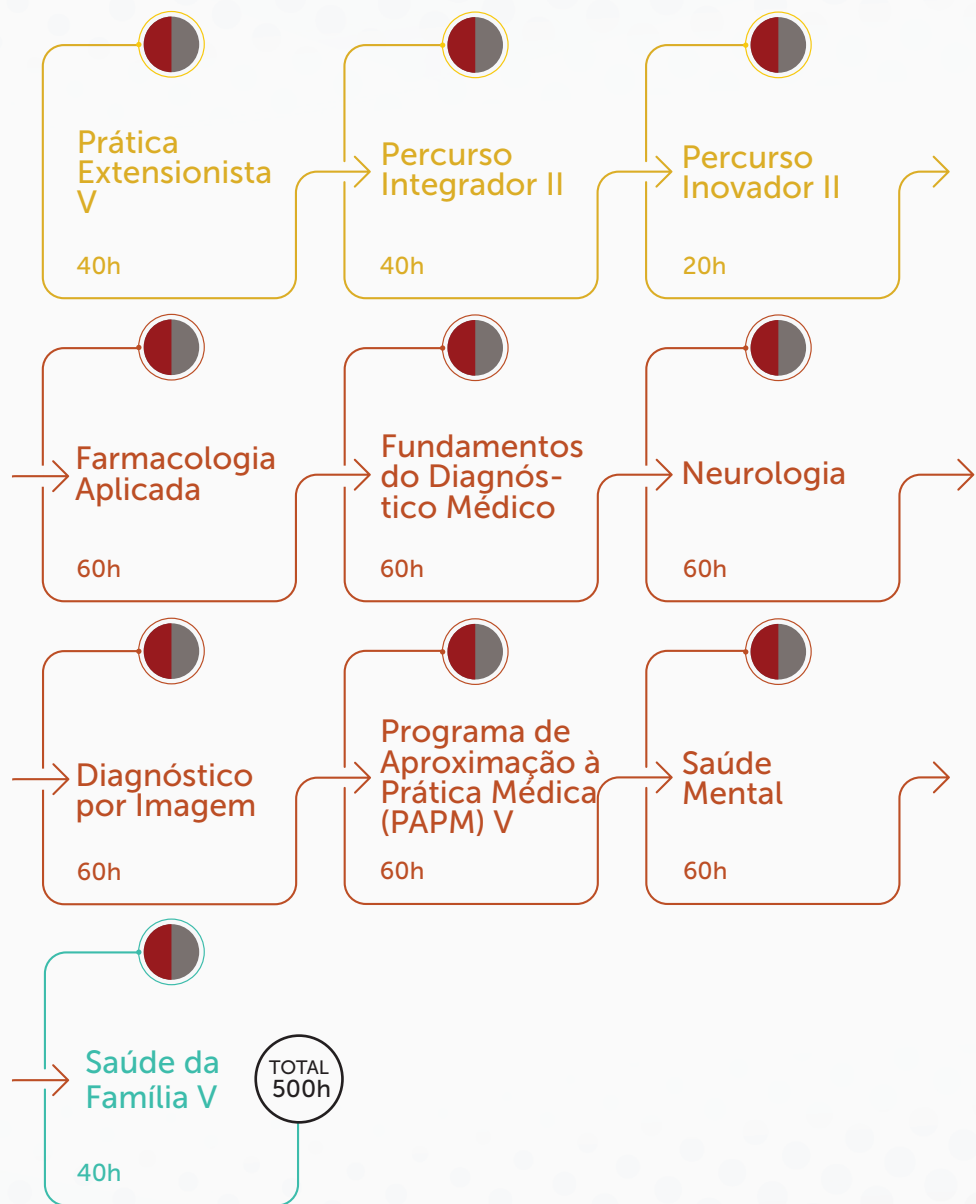 Prática
Extensionista
V
40h
Percurso
Integrador II
40h
Percurso
Inovador II
20h
Farmacologia
Aplicada
60h
Fundamentos
do Diagnós-
tico Médico
60h
Neurologia
60h
Diagnóstico
por Imagem
60h
Programa de
Aproximação à
Prática Médica
(PAPM) V
60h
Saúde
Mental
60h
Saúde da
Família V
40h
TOTAL
500h